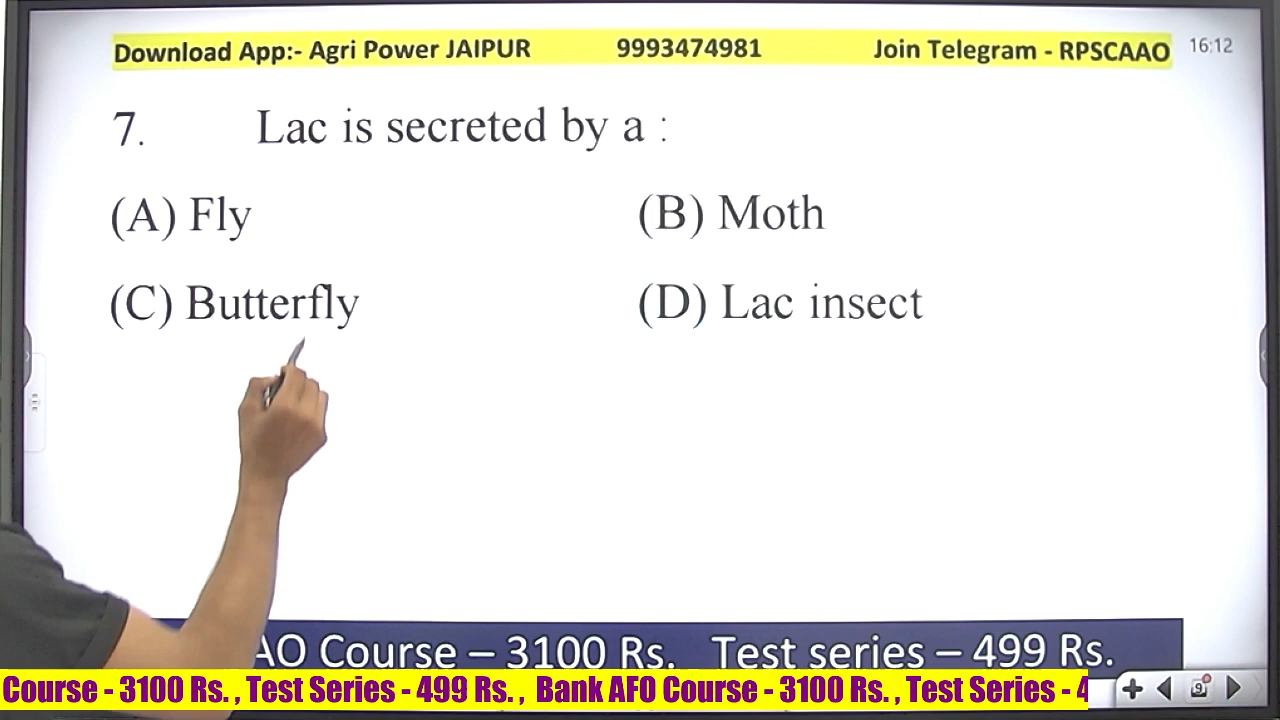 Download App:- Agri Power JAIPUR 9993474981 Join Telegram - RPSCAAO 16:12
7. Lac is secreted by a :
(A) Fly (B) Moth
(C) Butterfly (D) Lac insect
AO Course – 3100 Rs. Test series – 499 Rs.
Course - 3100 Rs. , Test Series - 499 Rs. , Bank AFO Course - 3100 Rs. , Test Series - 4
9